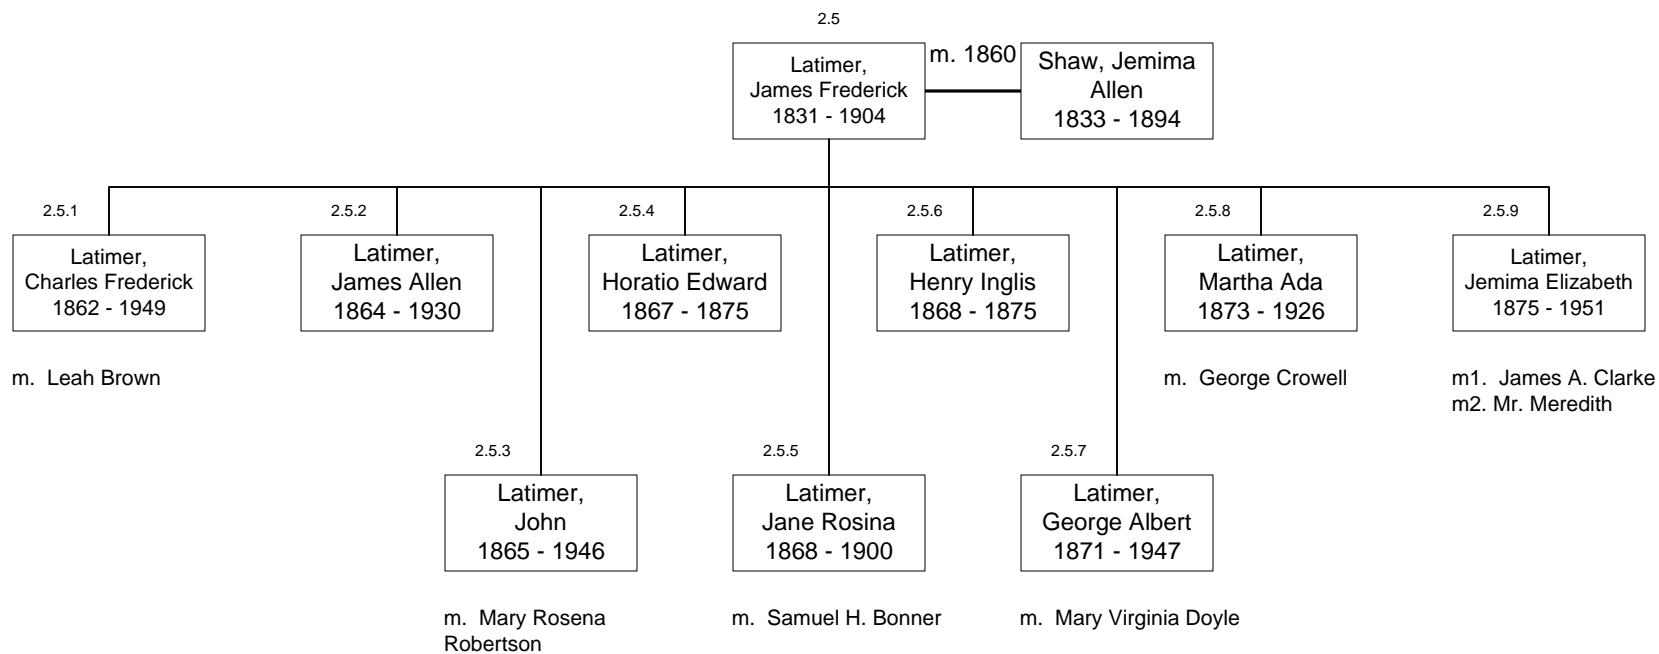 2.5
Latimer,
James Frederick
1831 - 1904
m. 1860
Shaw, Jemima
Allen
1833 - 1894
2.5.1
Latimer,
Charles Frederick
1862 - 1949
m. Leah Brown
2.5.2
Latimer,
James Allen
1864 - 1930
2.5.4
Latimer,
Horatio Edward
1867 - 1875
2.5.6
Latimer,
Henry Inglis
1868 - 1875
2.5.8
Latimer,
Martha Ada
1873 - 1926
m. George Crowell
2.5.9
Latimer,
Jemima Elizabeth
1875 - 1951
m1. James A. Clarke
m2. Mr. Meredith
2.5.3
Latimer,
John
1865 - 1946
m. Mary Rosena
Robertson
2.5.5
Latimer,
Jane Rosina
1868 - 1900
m. Samuel H. Bonner
2.5.7
Latimer,
George Albert
1871 - 1947
m. Mary Virginia Doyle